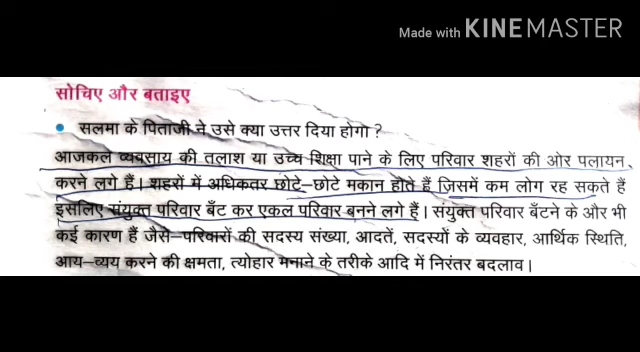 Made with KINEMASTER
सोचिए और बताइए
• सलमा के पिताजी ने उसे क्या उत्तर दिया होगा ?
आजकल व्यवसाय की तलाश या उच्च शिक्षा पाने के लिए परिवार शहरों की ओर पलायन
करने लगे हैं। शहरों में अधिकतर छोटे–छोटे मकान होते हैं जिसमें कम लोग रह सकते हैं
इसलिए संयुक्त परिवार बँट कर एकल परिवार बनने लगे हैं। संयुक्त परिवार बँटने के और भी
कई कारण हैं जैसे–परिवारों की सदस्य संख्या, आदतें, सदस्यों के व्यवहार, आर्थिक स्थिति,
आय–व्यय करने की क्षमता, त्योहार मनाने के तरीके आदि में निरंतर बदलाव।